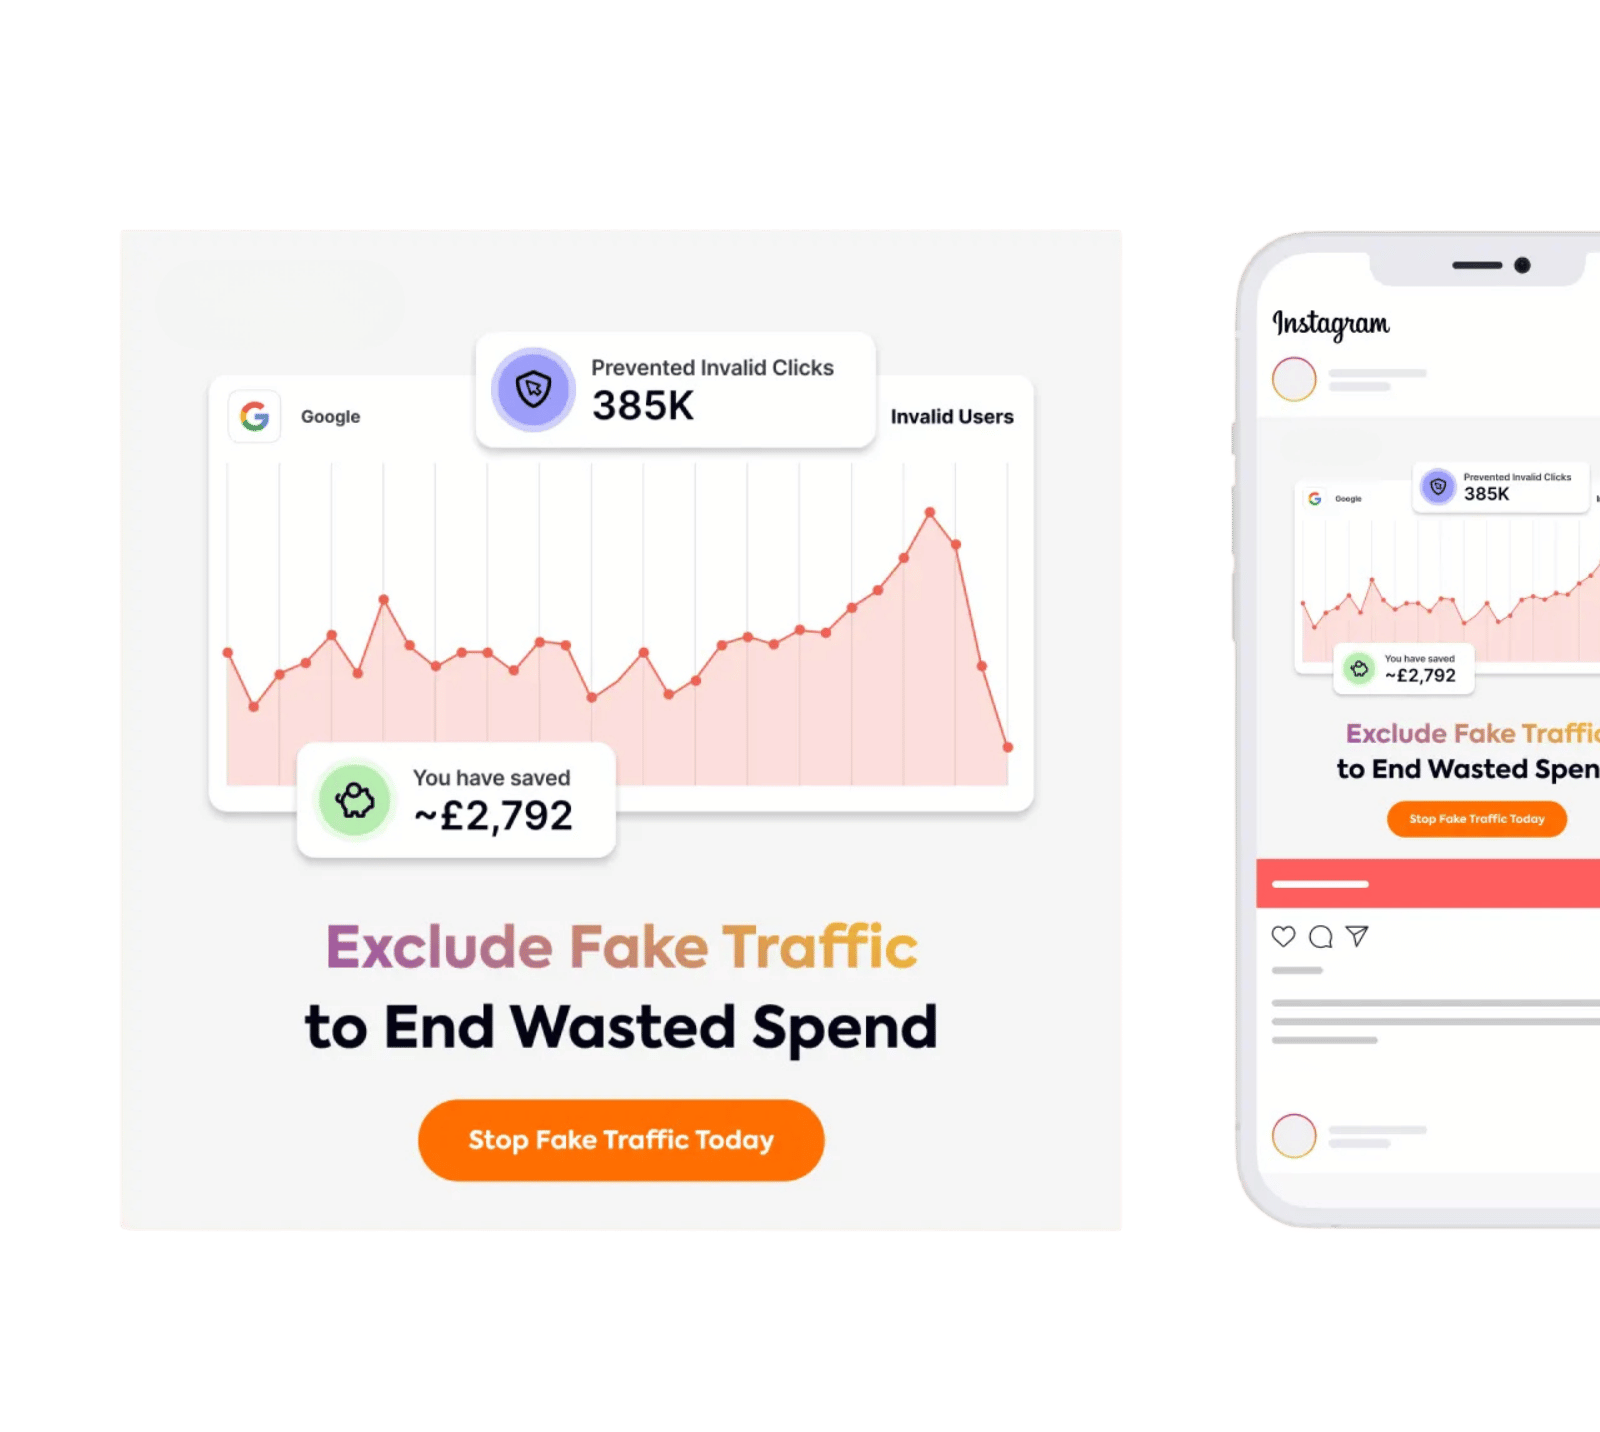 Prevented Invalid Clicks
385K
Google
Invalid Users
You have saved
~£2,792
Exclude Fake Traffic
to End Wasted Spend
Stop Fake Traffic Today
Instagram
Prevented Invalid Clicks
385K
Google
You have saved
~£2,792
Exclude Fake Traffic
to End Wasted Spen
Stop Fake Traffic Today